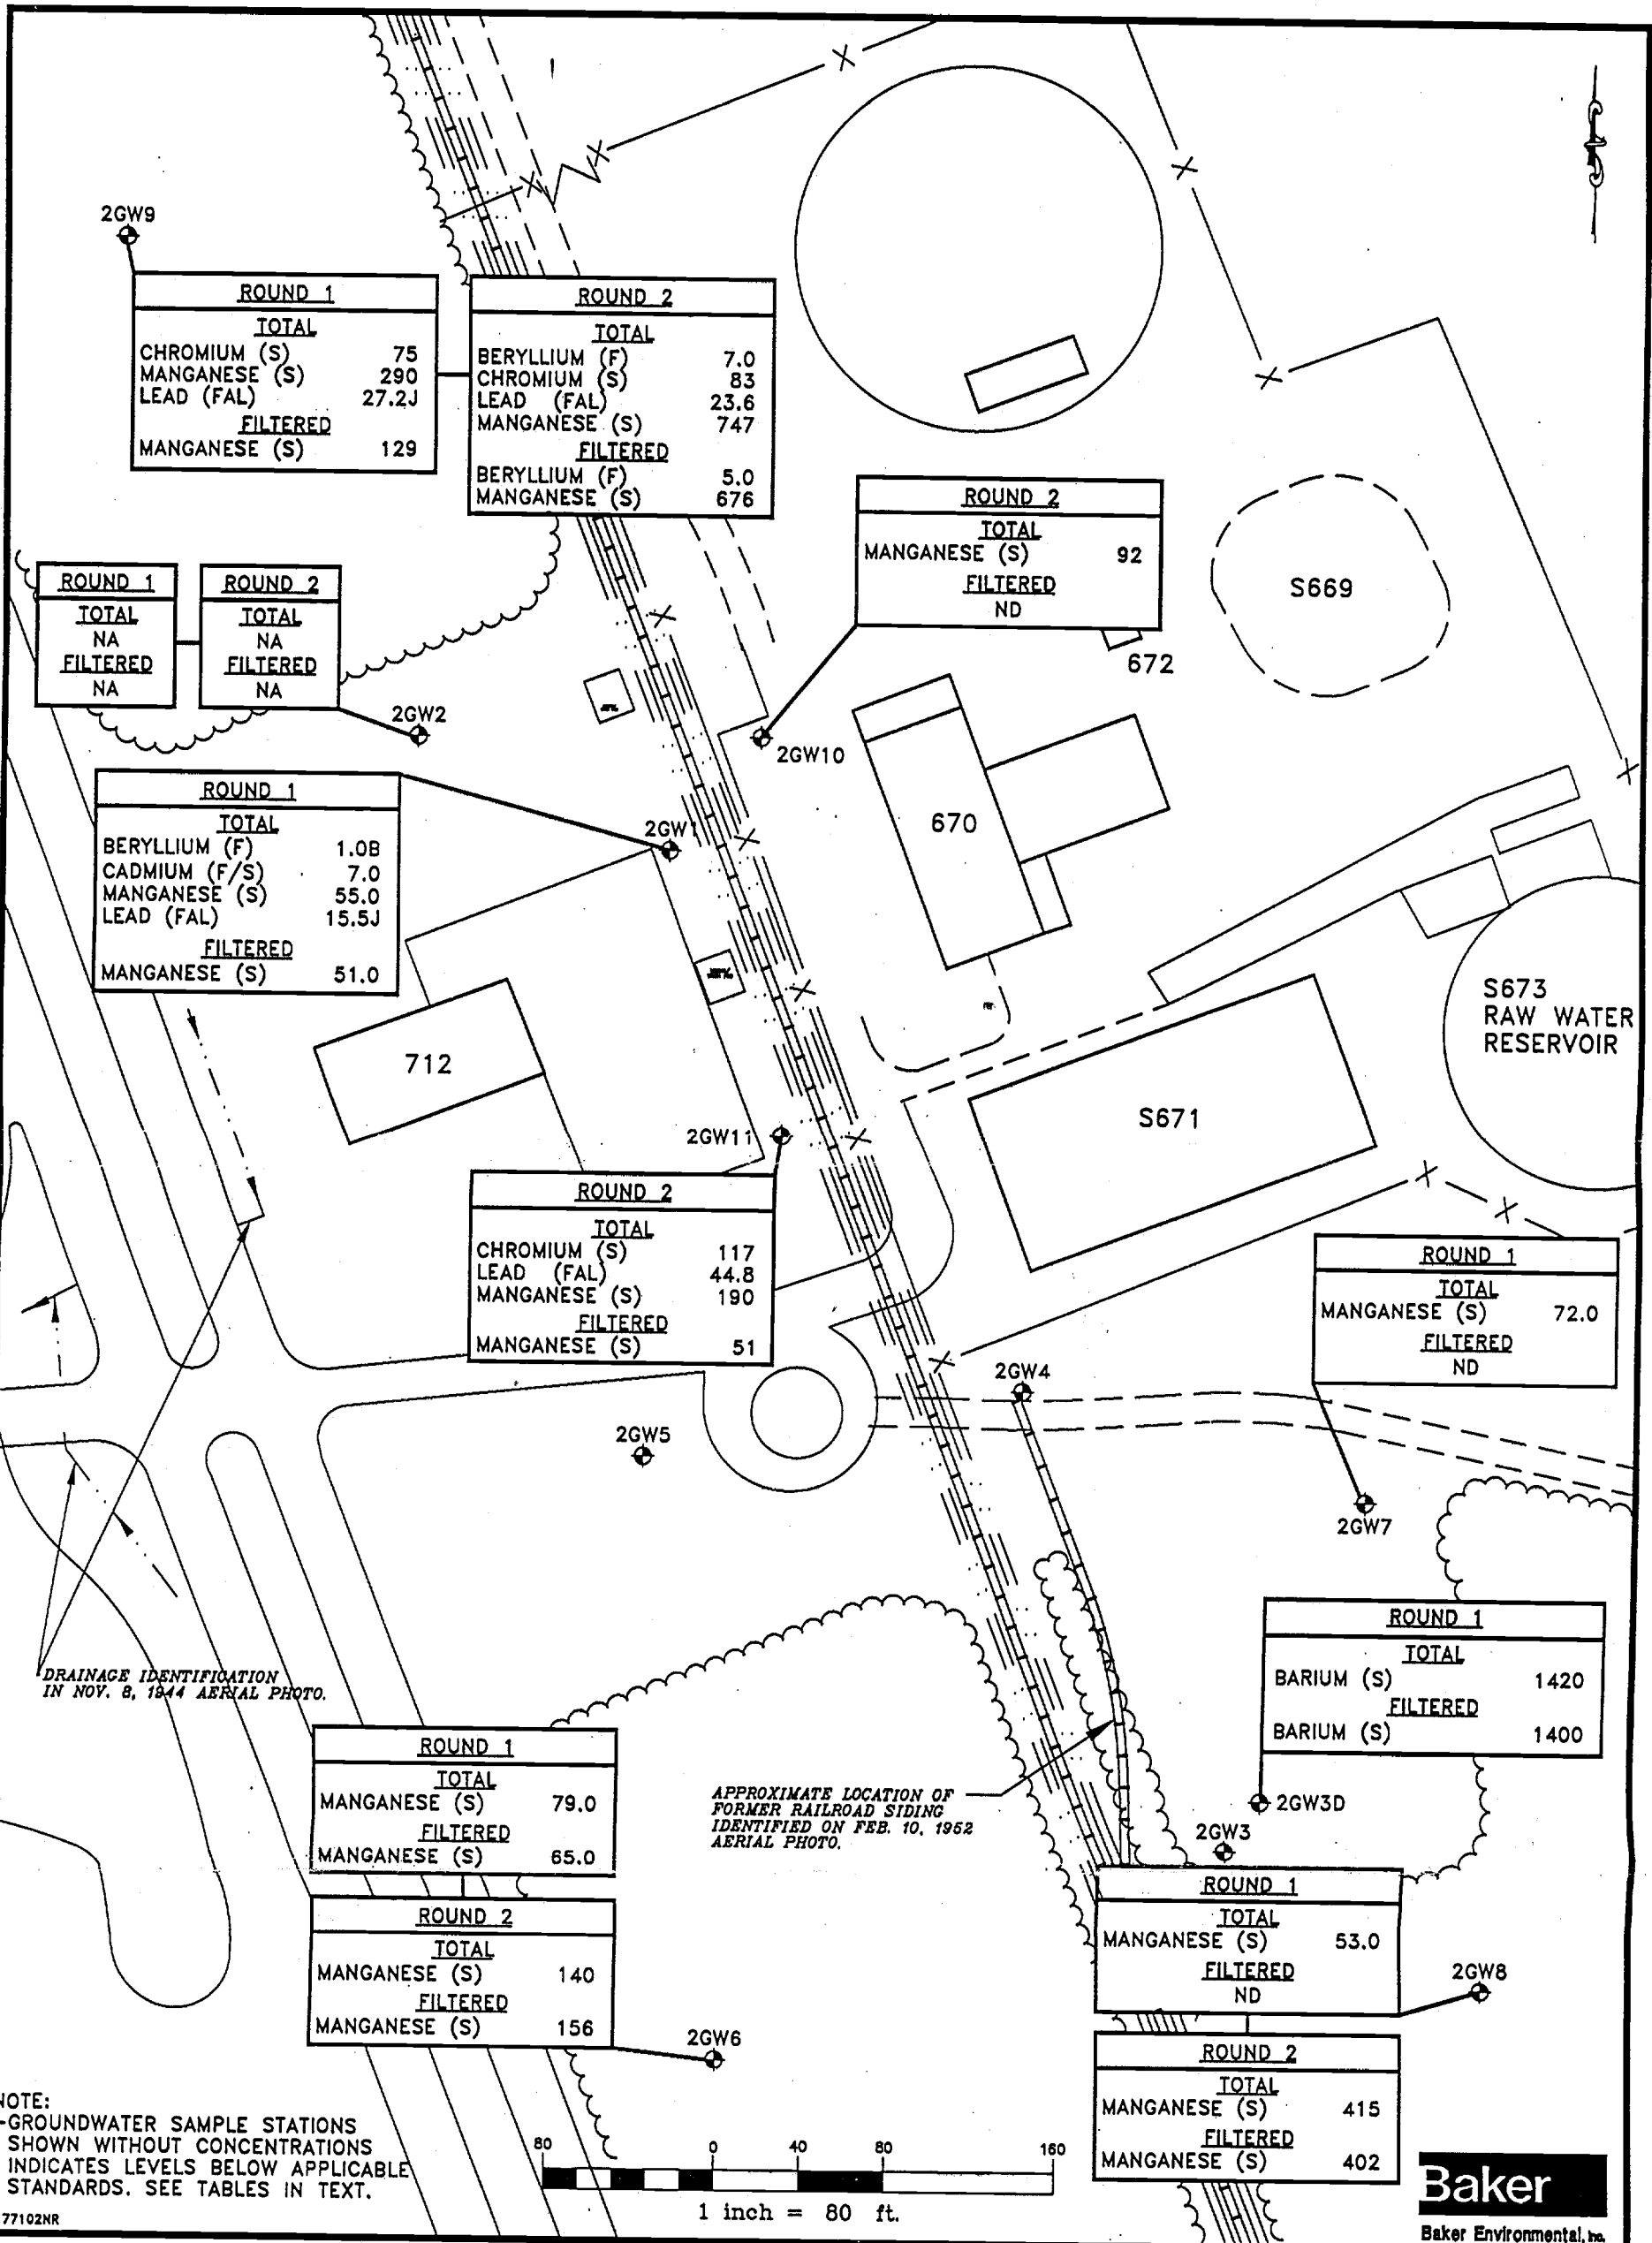 2GW9
ROUND 1
TOTAL
CHROMIUM (S) 75
MANGANESE (S) 290
LEAD (FAL) 27.2J
FILTERED
MANGANESE (S) 129
ROUND 2
TOTAL
BERYLLIUM (F) 7.0
CHROMIUM (S) 83
LEAD (FAL) 23.6
MANGANESE (S) 747
FILTERED
BERYLLIUM (F) 5.0
MANGANESE (S) 676
ROUND 2
TOTAL
MANGANESE (S) 92
FILTERED
ND
S669
672
ROUND 1
TOTAL
NA
FILTERED
NA
ROUND 2
TOTAL
NA
FILTERED
NA
2GW2
2GW10
ROUND 1
TOTAL
BERYLLIUM (F) 1.0B
CADMIUM (F/S) 7.0
MANGANESE (S) 55.0
LEAD (FAL) 15.5J
FILTERED
MANGANESE (S) 51.0
2GW1
670
S673
RAW WATER
RESERVOIR
712
S671
2GW11
ROUND 2
TOTAL
CHROMIUM (S) 117
LEAD (FAL) 44.8
MANGANESE (S) 190
FILTERED
MANGANESE (S) 51
ROUND 1
TOTAL
MANGANESE (S) 72.0
FILTERED
ND
2GW4
2GW5
2GW7
ROUND 1
TOTAL
BARIUM (S) 1420
FILTERED
BARIUM (S) 1400
DRAINAGE IDENTIFICATION
IN NOV. 8, 1944 AERIAL PHOTO.
ROUND 1
TOTAL
MANGANESE (S) 79.0
FILTERED
MANGANESE (S) 65.0
APPROXIMATE LOCATION OF
FORMER RAILROAD SIDING
IDENTIFIED ON FEB. 10, 1952
AERIAL PHOTO.
2GW3D
2GW3
ROUND 1
TOTAL
MANGANESE (S) 53.0
FILTERED
ND
ROUND 2
TOTAL
MANGANESE (S) 140
FILTERED
MANGANESE (S) 156
2GW8
2GW6
ROUND 2
TOTAL
MANGANESE (S) 415
FILTERED
MANGANESE (S) 402
NOTE:
-GROUNDWATER SAMPLE STATIONS
SHOWN WITHOUT CONCENTRATIONS
INDICATES LEVELS BELOW APPLICABLE
STANDARDS. SEE TABLES IN TEXT.
80 0 40 80 160
1 inch = 80 ft.
77102NR
Baker
Baker Environmental, Inc.